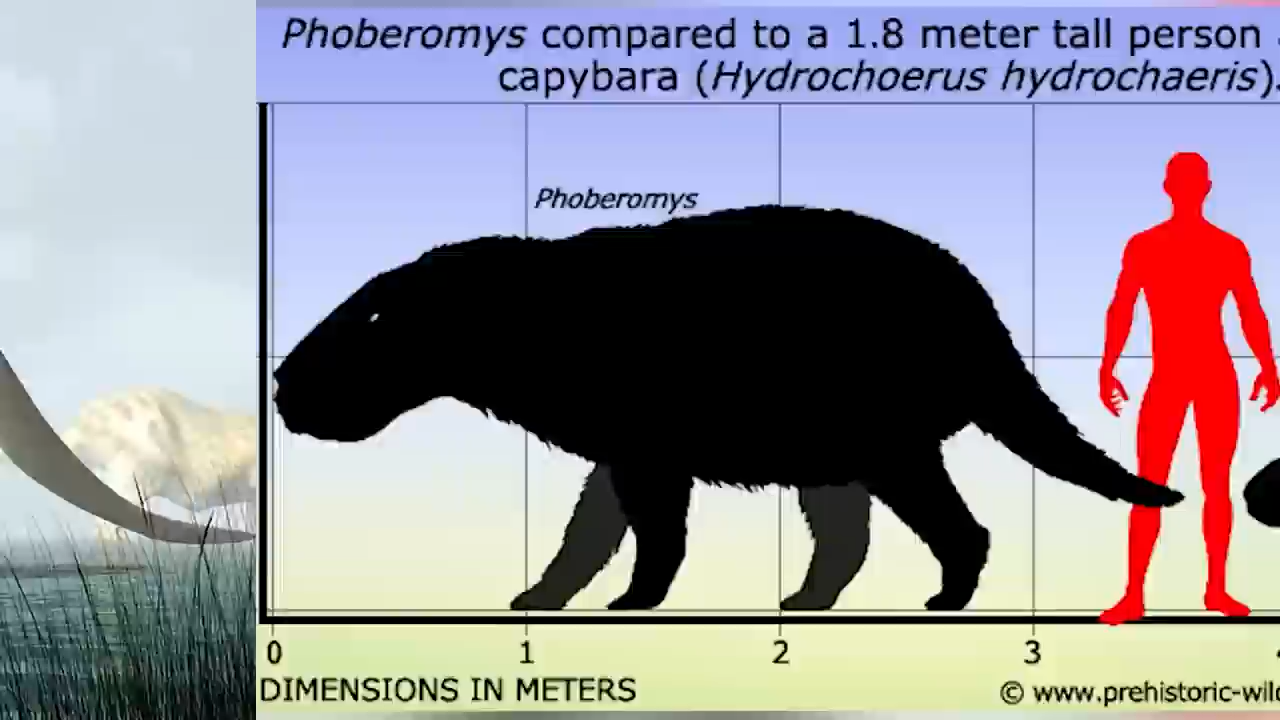 Phoberomys compared to a 1.8 meter tall person
capybara (Hydrochoerus hydrochaeris).
Phoberomys
0 1 2 3
DIMENSIONS IN METERS
© www.prehistoric-wil